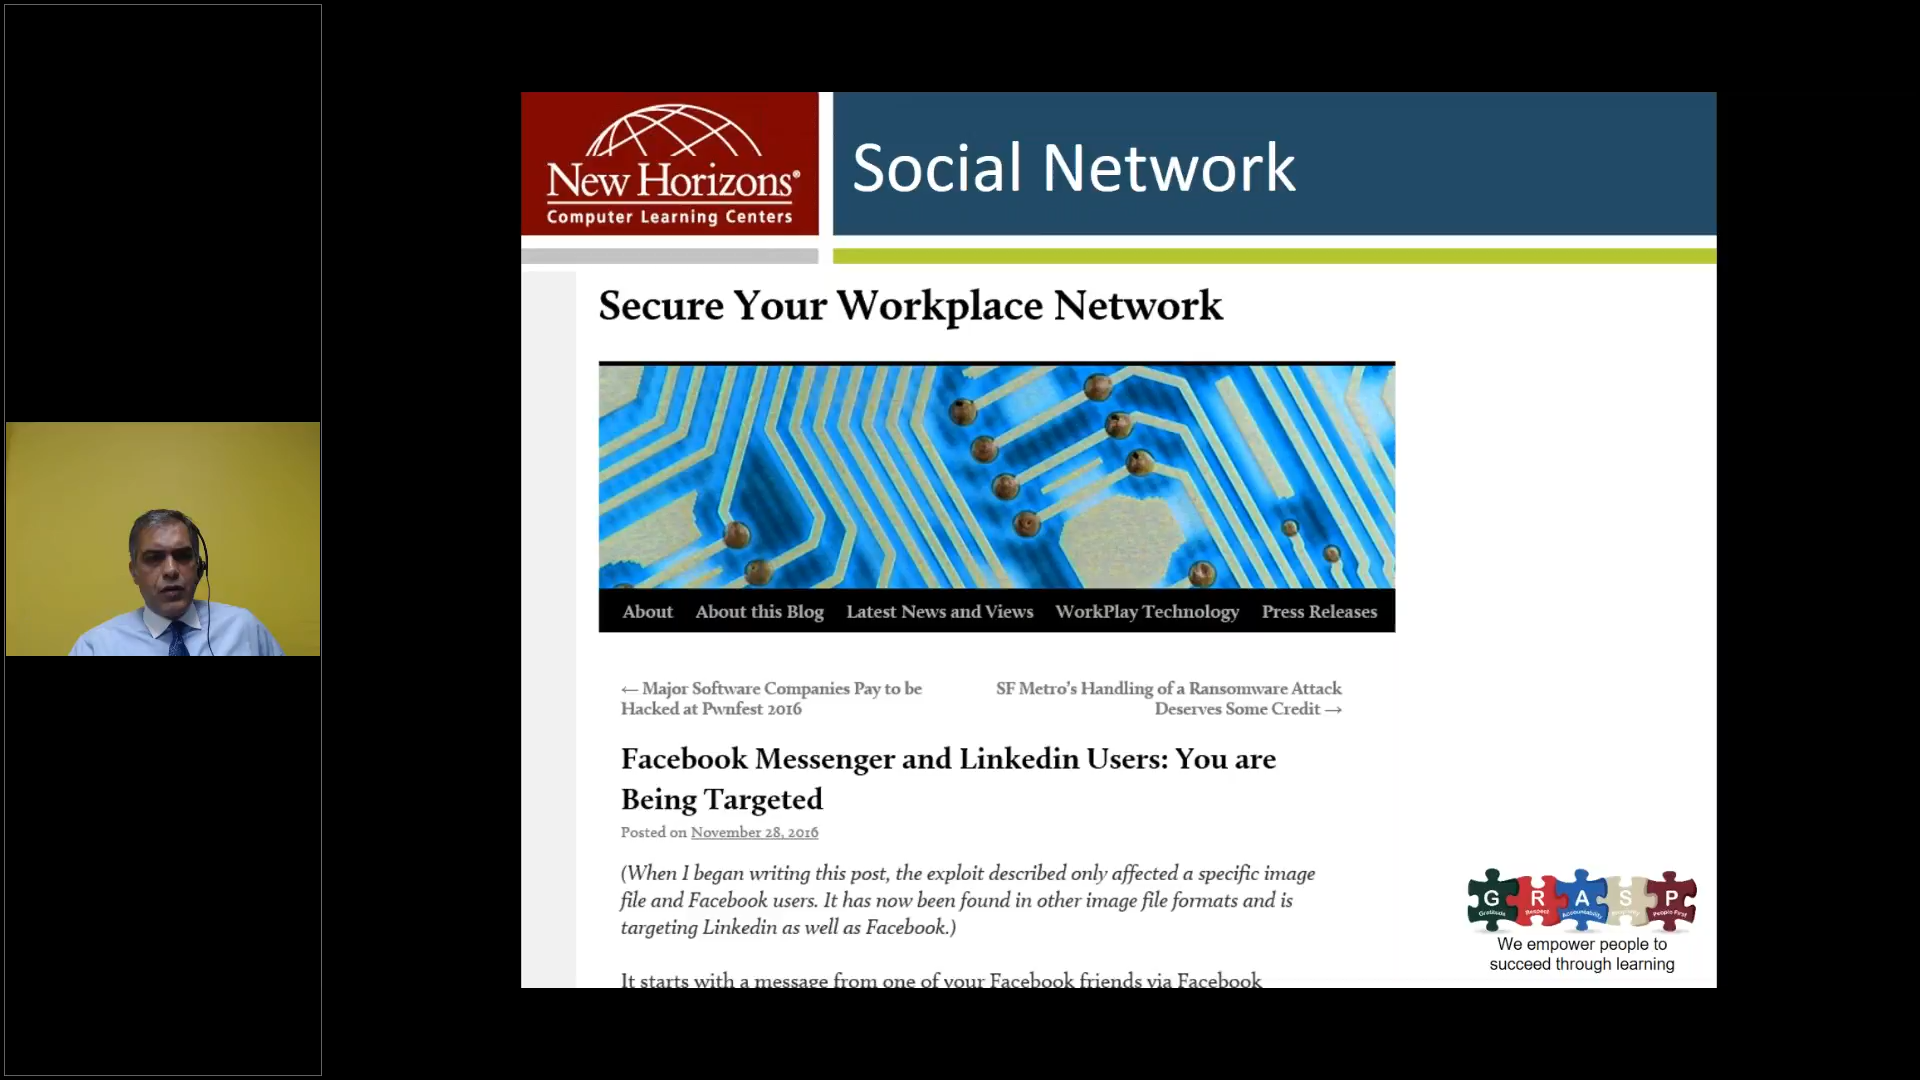 New Horizons®
Computer Learning Centers
Social Network
Secure Your Workplace Network
About About this Blog Latest News and Views WorkPlay Technology Press Releases
← Major Software Companies Pay to be
Hacked at Pwnfest 2016
SF Metro's Handling of a Ransomware Attack
Deserves Some Credit →
Facebook Messenger and Linkedin Users: You are
Being Targeted
Posted on November 28, 2016
(When I began writing this post, the exploit described only affected a specific image
file and Facebook users. It has now been found in other image file formats and is
targeting Linkedin as well as Facebook.)
It starts with a message from one of your Facebook friends via Facebook
G R A S P
Gratitude Respect Accountability People First
We empower people to
succeed through learning